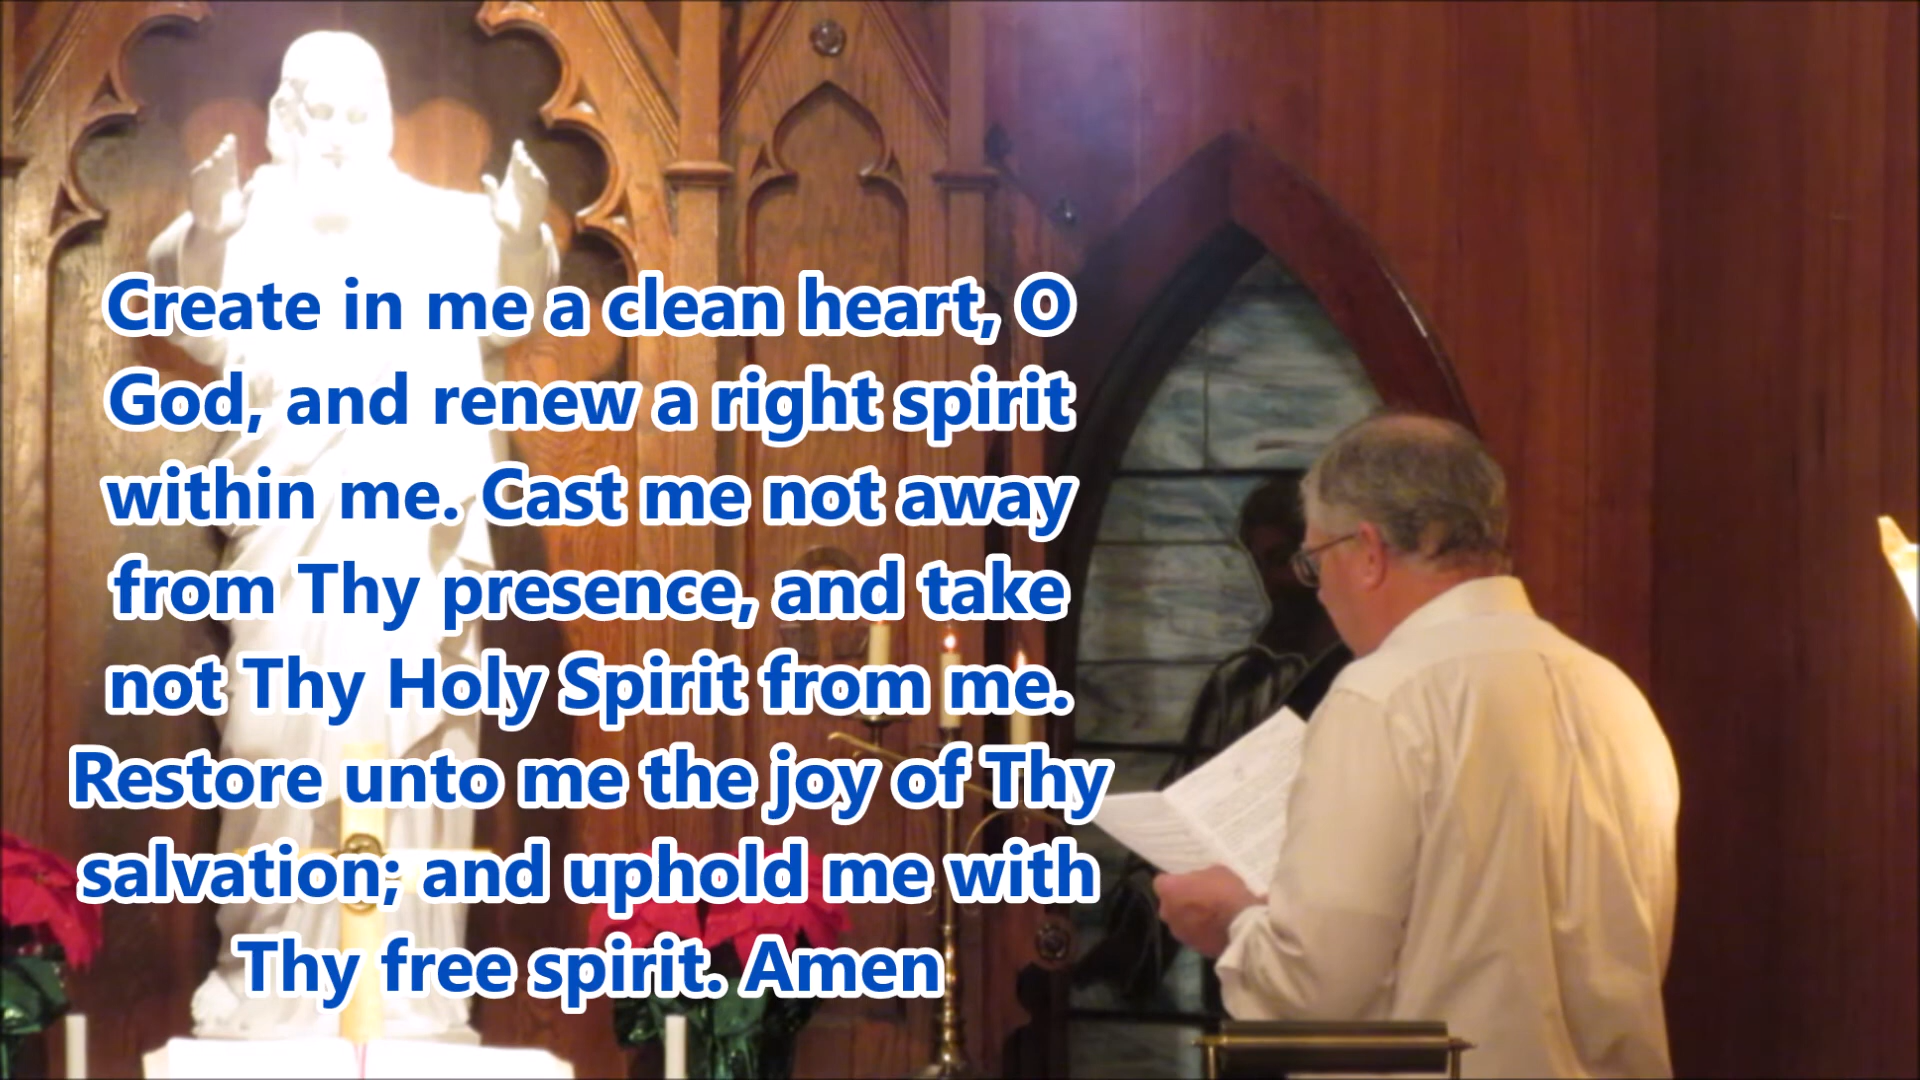 Create in me a clean heart, O
God, and renew a right spirit
within me. Cast me not away
from Thy presence, and take
not Thy Holy Spirit from me.
Restore unto me the joy of Thy
salvation; and uphold me with
Thy free spirit. Amen